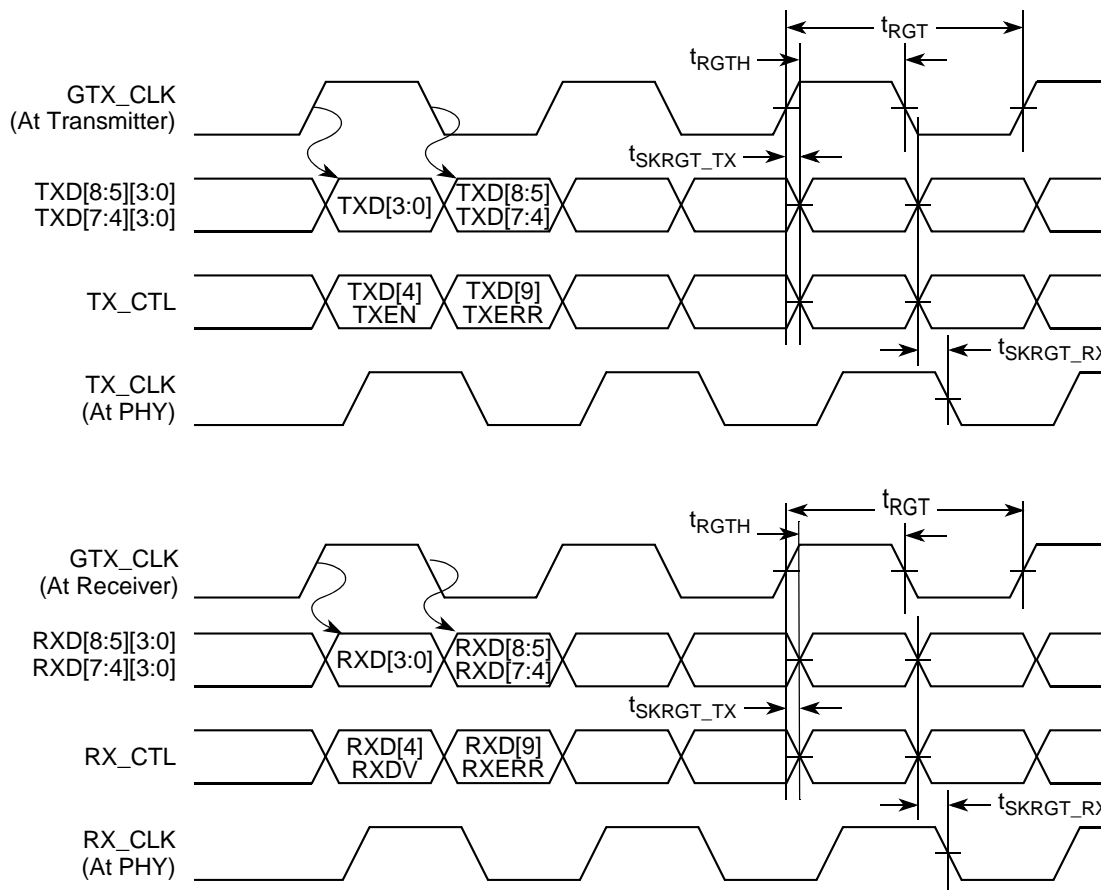 tRGT
tRGTH
GTX_CLK
(At Transmitter)
tSKRGT_TX
TXD[8:5][3:0]
TXD[7:4][3:0]
TXD[3:0]
TXD[8:5]
TXD[7:4]
TX_CTL
TXD[4]
TXEN
TXD[9]
TXERR
tSKRGT_RX
TX_CLK
(At PHY)
tRGT
tRGTH
GTX_CLK
(At Receiver)
RXD[8:5][3:0]
RXD[7:4][3:0]
RXD[3:0]
RXD[8:5]
RXD[7:4]
tSKRGT_TX
RX_CTL
RXD[4]
RXDV
RXD[9]
RXERR
tSKRGT_RX
RX_CLK
(At PHY)